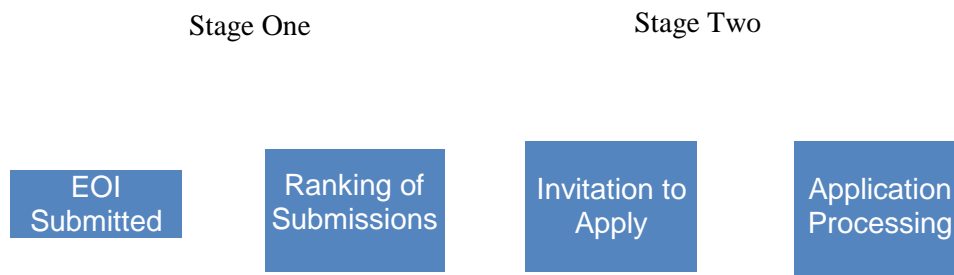 Stage One
Stage Two
EOI
Submitted
Ranking of
Submissions
Invitation to
Apply
Application
Processing